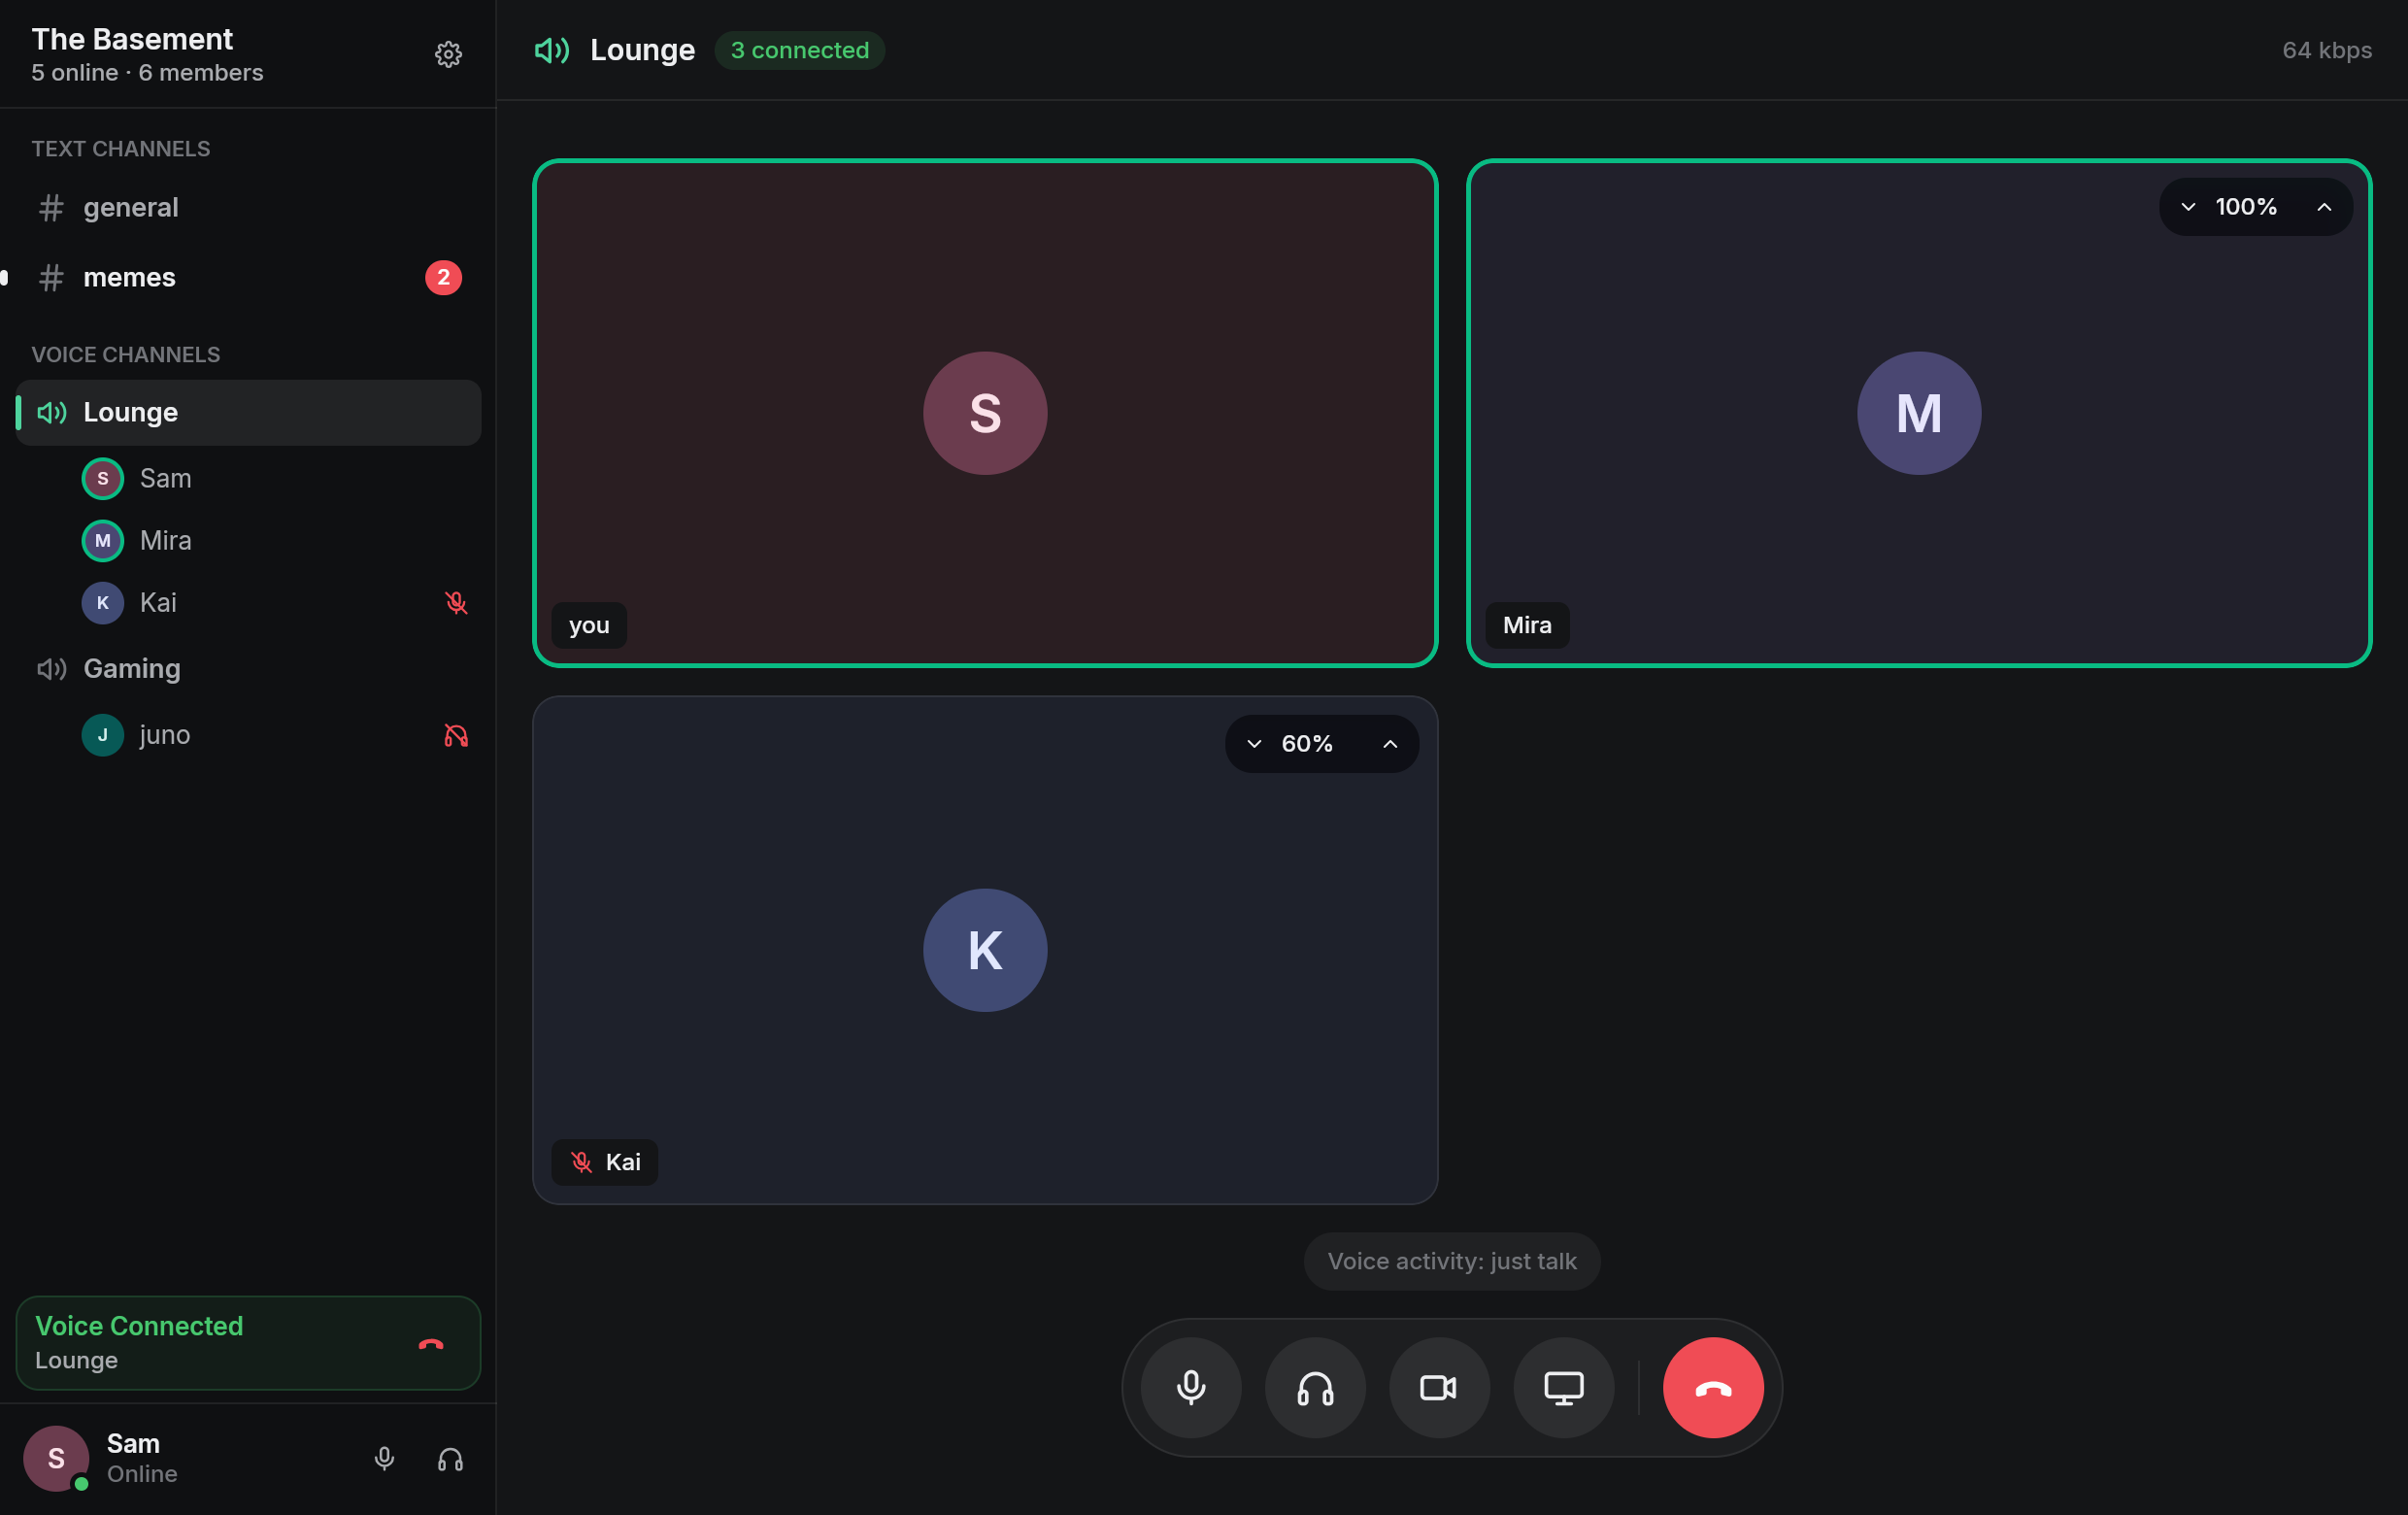 The Basement
5 online · 6 members
TEXT CHANNELS
general
memes
2
VOICE CHANNELS
Lounge
S
Sam
M
Mira
K
Kai
Gaming
J
juno
Voice Connected
Lounge
S
Sam
Online
Lounge
3 connected
64 kbps
S
you
100%
M
Mira
60%
K
Kai
Voice activity: just talk